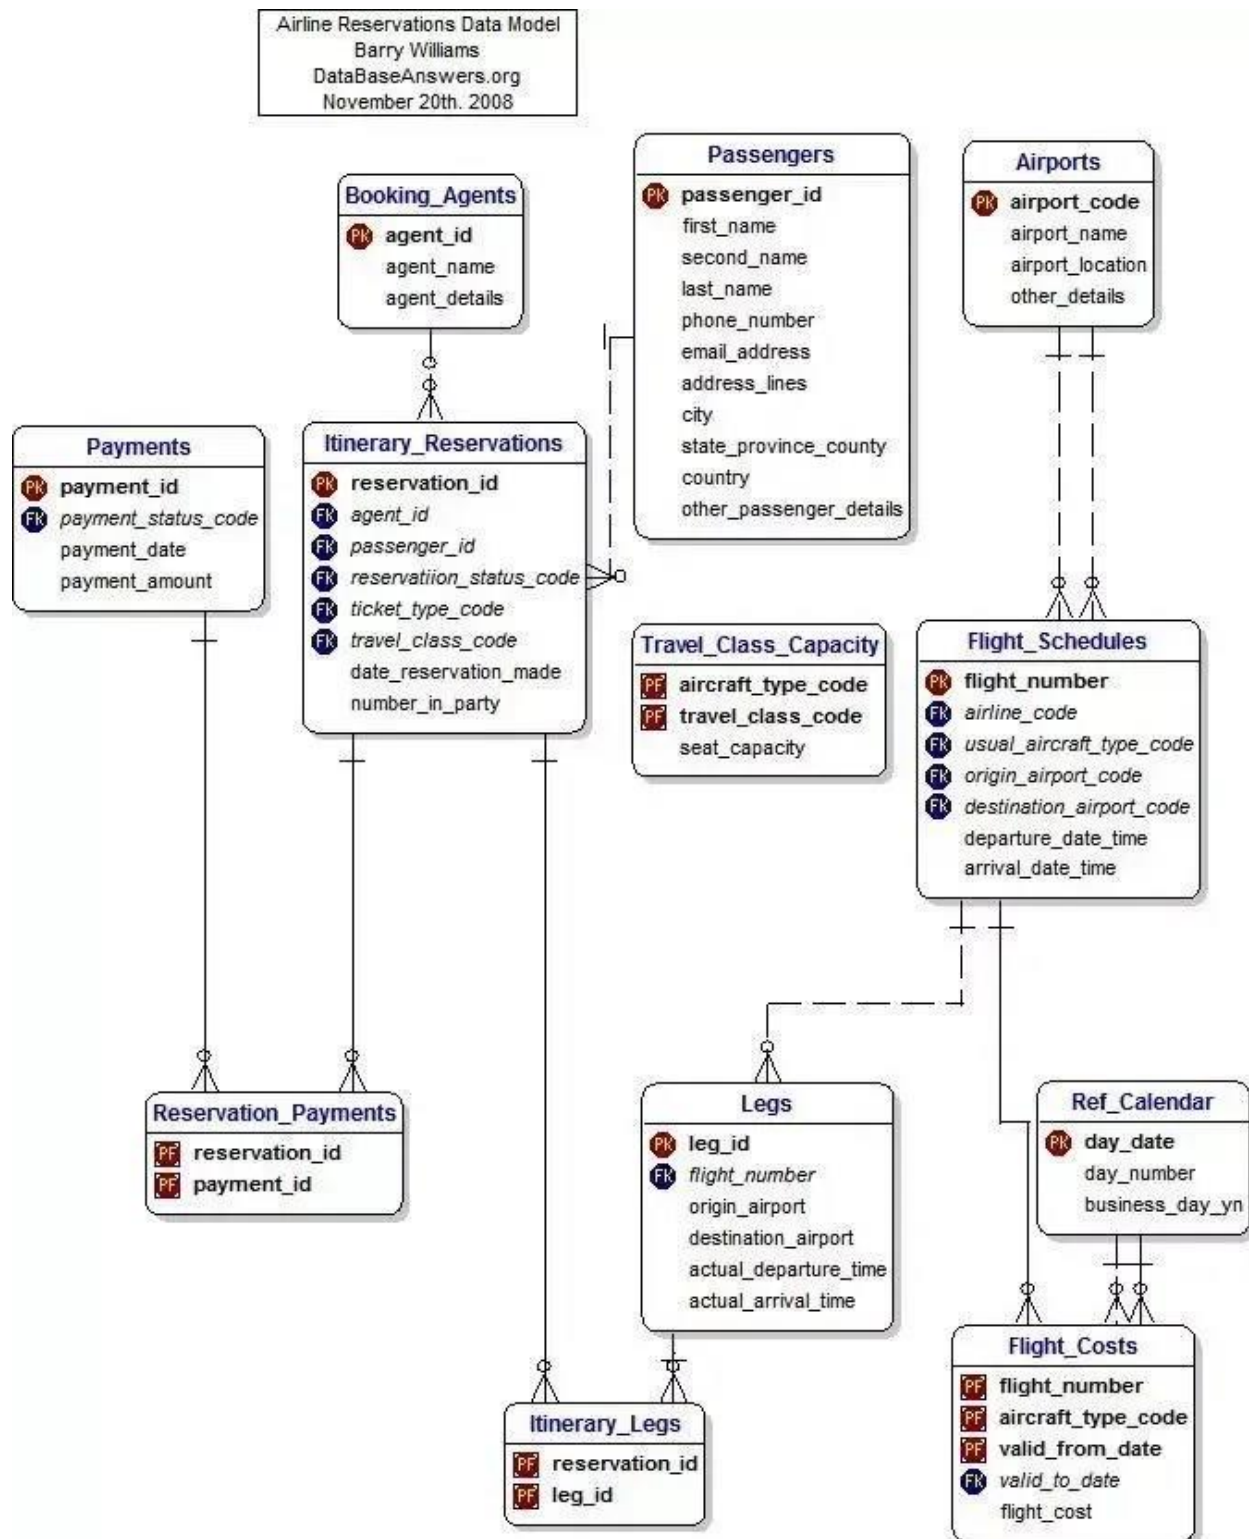 Airline Reservations Data Model
Barry Williams
DataBaseAnswers.org
November 20th. 2008
Booking_Agents
PK agent_id
agent_name
agent_details
Passengers
PK passenger_id
first_name
second_name
last_name
phone_number
email_address
address_lines
city
state_province_county
country
other_passenger_details
Airports
PK airport_code
airport_name
airport_location
other_details
Payments
PK payment_id
FK payment_status_code
payment_date
payment_amount
Itinerary_Reservations
PK reservation_id
FK agent_id
FK passenger_id
FK reservatiion_status_code
FK ticket_type_code
FK travel_class_code
date_reservation_made
number_in_party
Travel_Class_Capacity
PF aircraft_type_code
PF travel_class_code
seat_capacity
Flight_Schedules
PK flight_number
FK airline_code
FK usual_aircraft_type_code
FK origin_airport_code
FK destination_airport_code
departure_date_time
arrival_date_time
Reservation_Payments
PF reservation_id
PF payment_id
Legs
PK leg_id
FK flight_number
origin_airport
destination_airport
actual_departure_time
actual_arrival_time
Ref_Calendar
PK day_date
day_number
business_day_yn
Itinerary_Legs
PF reservation_id
PF leg_id
Flight_Costs
PF flight_number
PF aircraft_type_code
PF valid_from_date
FK valid_to_date
flight_cost